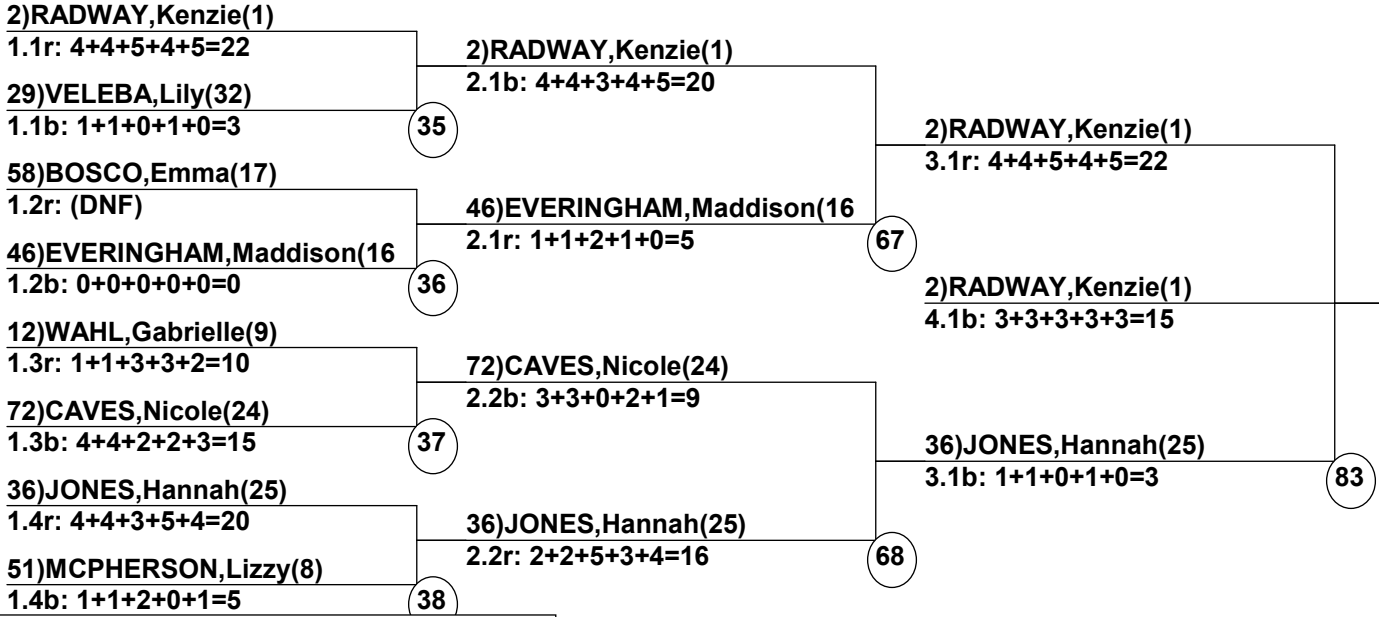 2)RADWAY,Kenzie(1)
1.1r: 4+4+5+4+5=22
29)VELEBA,Lily(32)
1.1b: 1+1+0+1+0=3
35
58)BOSCO,Emma(17)
1.2r: (DNF)
46)EVERINGHAM,Maddison(16
1.2b: 0+0+0+0+0=0
36
12)WAHL,Gabrielle(9)
1.3r: 1+1+3+3+2=10
72)CAVES,Nicole(24)
1.3b: 4+4+2+2+3=15
37
36)JONES,Hannah(25)
1.4r: 4+4+3+5+4=20
51)MCPHERSON,Lizzy(8)
1.4b: 1+1+2+0+1=5
38
2)RADWAY,Kenzie(1)
2.1b: 4+4+3+4+5=20
46)EVERINGHAM,Maddison(16
2.1r: 1+1+2+1+0=5
67
72)CAVES,Nicole(24)
2.2b: 3+3+0+2+1=9
36)JONES,Hannah(25)
2.2r: 2+2+5+3+4=16
68
2)RADWAY,Kenzie(1)
3.1r: 4+4+5+4+5=22
36)JONES,Hannah(25)
3.1b: 1+1+0+1+0=3
83
2)RADWAY,Kenzie(1)
4.1b: 3+3+3+3+3=15